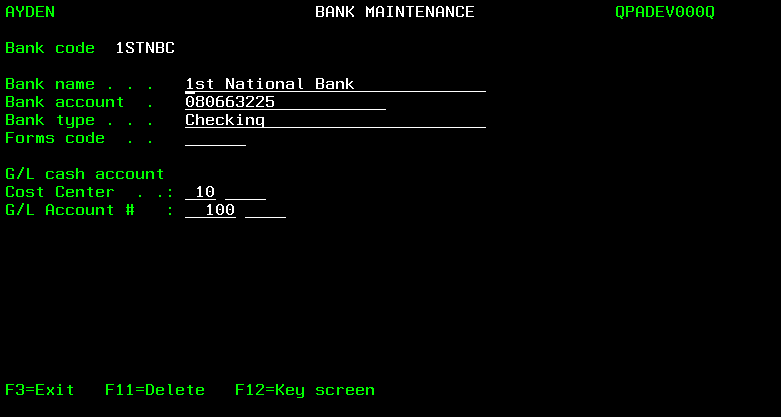 AYDEN BANK MAINTENANCE QPADEV000Q
Bank code 1STNBC
Bank name . . . 1st National Bank
Bank account . 080663225
Bank type . . . Checking
Forms code . .
G/L cash account
Cost Center . .: 10
G/L Account # : 100
F3=Exit F11=Delete F12=Key screen